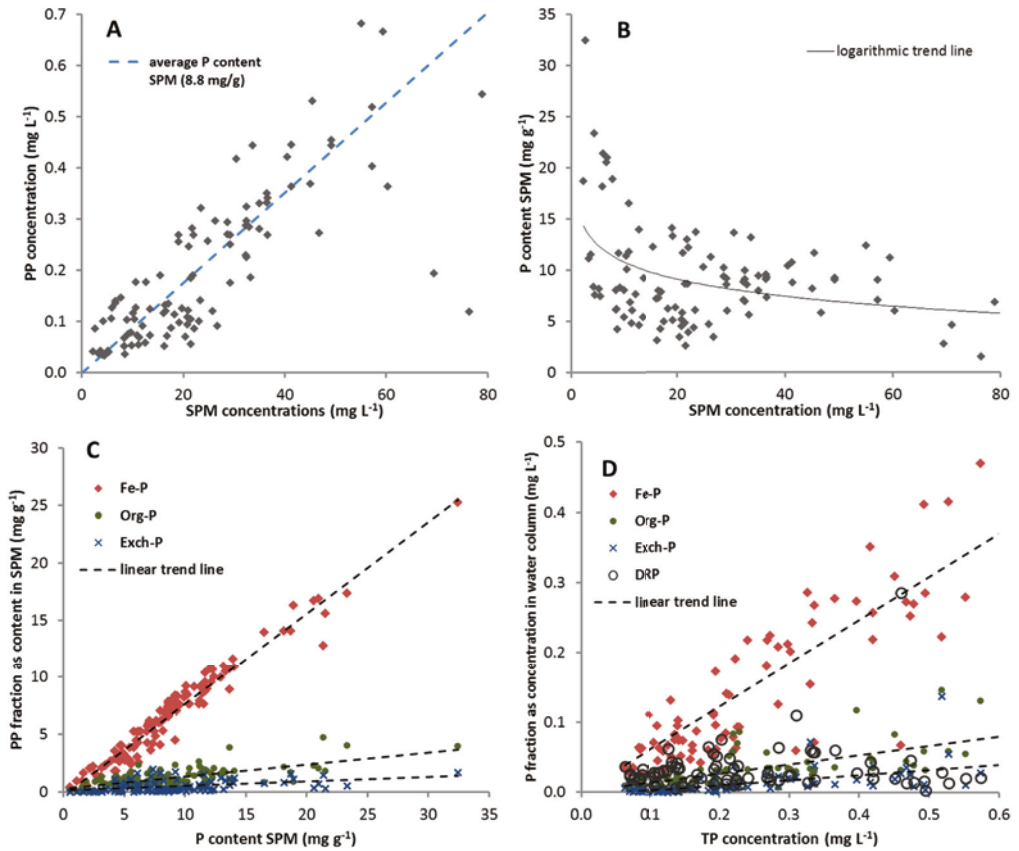 A
average P content
SPM (8.8 mg/g)
PP concentration (mg L⁻¹)
0.7
0.6
0.5
0.4
0.3
0.2
0.1
0.0
0 20 40 60 80
SPM concentrations (mg L⁻¹)
B
logarithmic trend line
P content SPM (mg g⁻¹)
35
30
25
20
15
10
5
0
0 20 40 60 80
SPM concentration (mg L⁻¹)
C
Fe-P
Org-P
Exch-P
linear trend line
PP fraction as content in SPM (mg g⁻¹)
30
25
20
15
10
5
0
0 5 10 15 20 25 30 35
P content SPM (mg g⁻¹)
D
Fe-P
Org-P
Exch-P
DRP
linear trend line
P fraction as concentration in water column (mg L⁻¹)
0.5
0.4
0.3
0.2
0.1
0.0
0.0 0.1 0.2 0.3 0.4 0.5 0.6
TP concentration (mg L⁻¹)